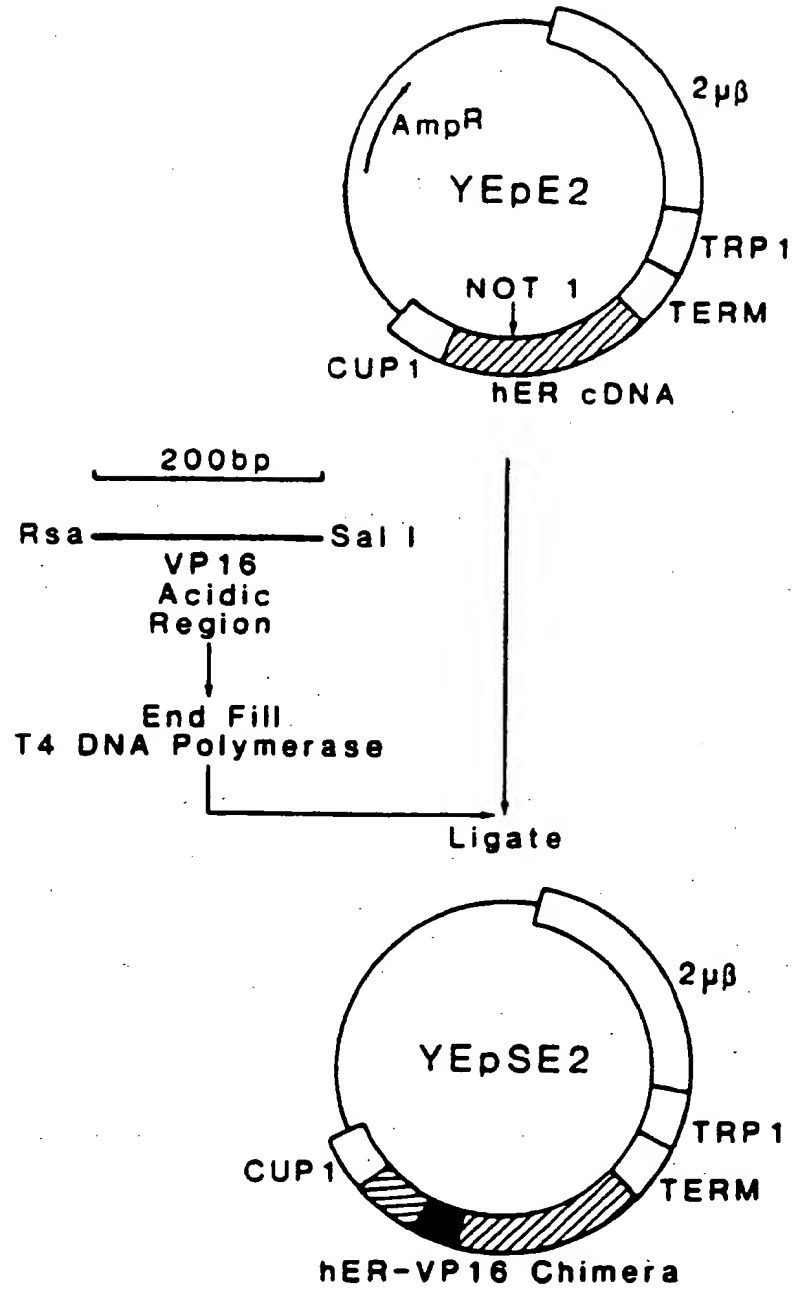 2μβ
AmpR
YEpE2
TRP1
NOT 1
TERM
CUP1
hER cDNA
200bp
Rsa
Sal I
VP16
Acidic
Region
End Fill
T4 DNA Polymerase
Ligate
2μβ
YEpSE2
TRP1
CUP1
TERM
hER-VP16 Chimera